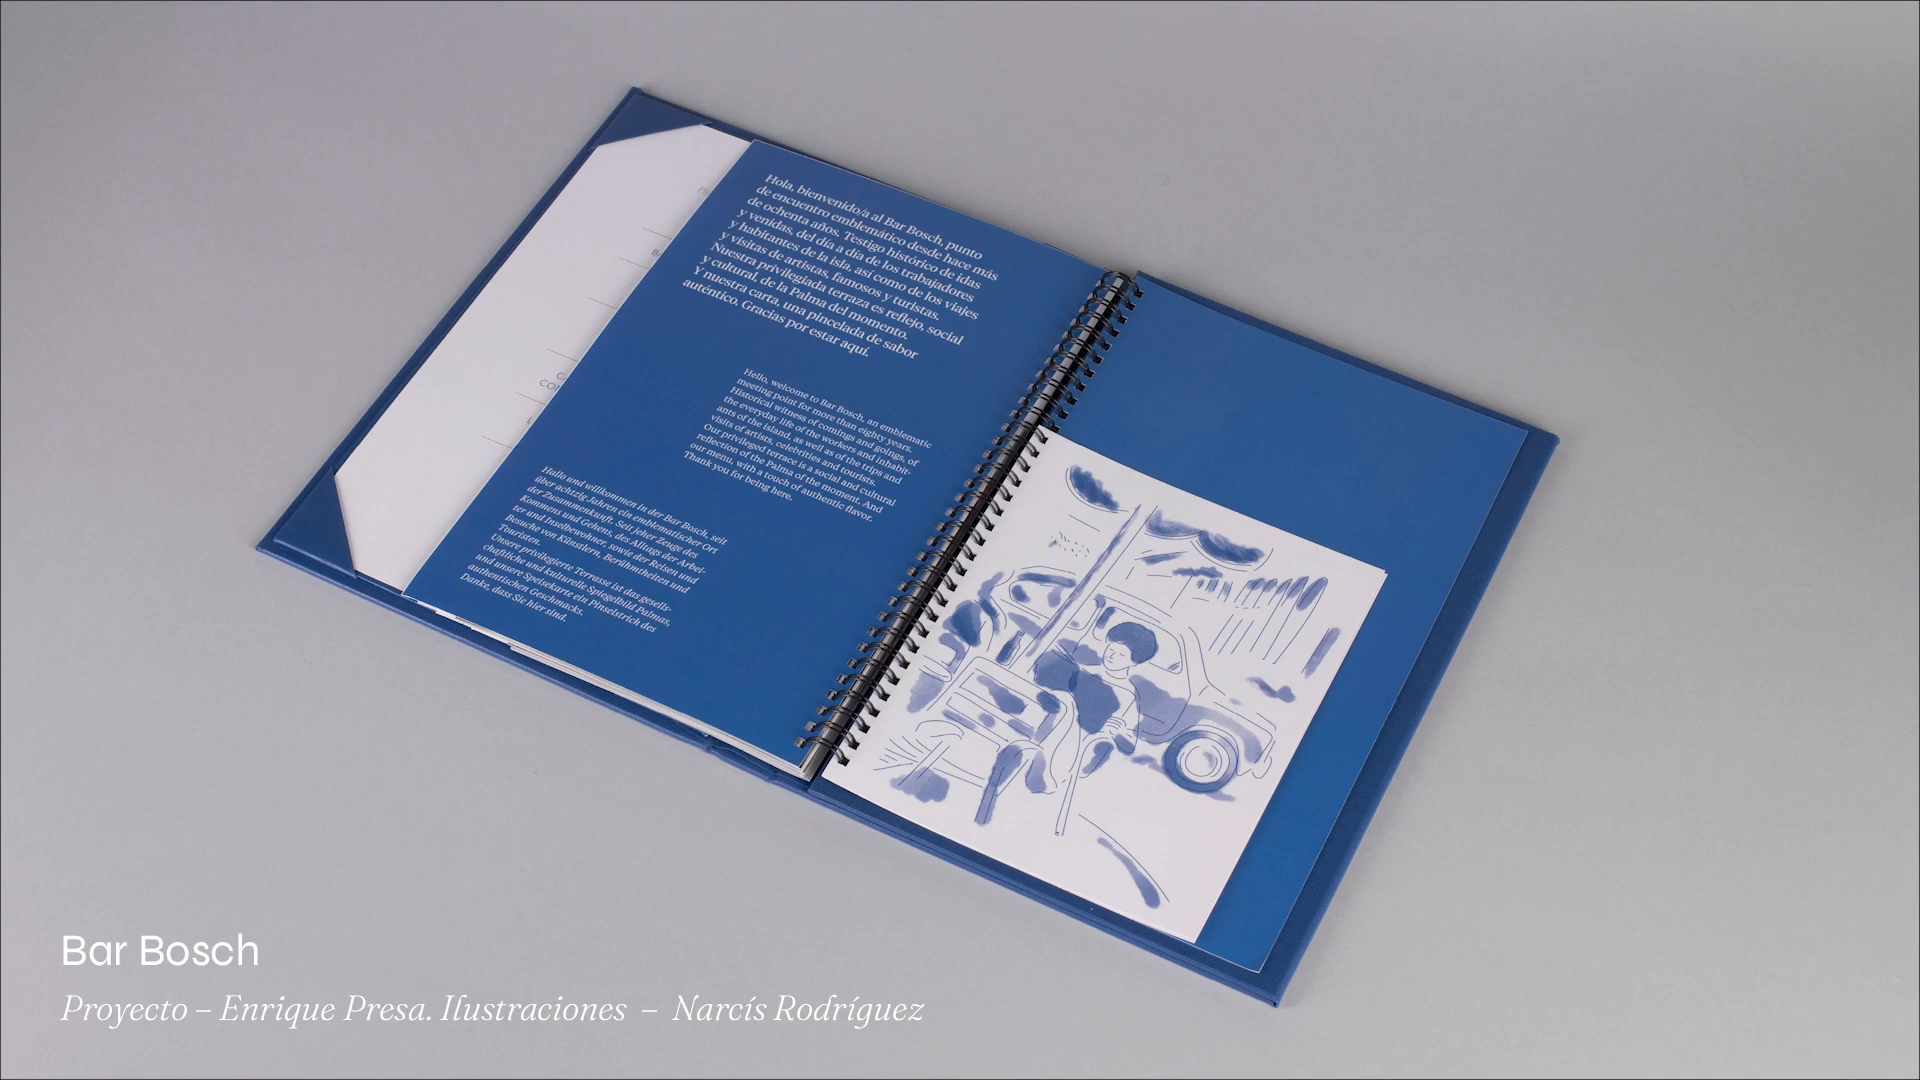 Hola, bienvenido/a al Bar Bosch, punto
de encuentro emblemático desde hace más
de ochenta años. Testigo histórico de idas
y venidas, del día a día de los trabajadores
y habitantes de la isla, así como de los viajes
y visitas de artistas, famosos y turistas.
Nuestra privilegiada terraza es reflejo, social
y cultural, de la Palma del momento.
Y nuestra carta, una pincelada de sabor
auténtico. Gracias por estar aquí.
Hello, welcome to Bar Bosch, an emblematic
meeting point for more than eighty years.
Historical witness of comings and goings, of
the everyday life of the workers and inhabit-
ants of the island, as well as of the trips and
visits of artists, celebrities and tourists.
Our privileged terrace is a social and cultural
reflection of the Palma of the moment. And
our menu, with a touch of authentic flavor.
Thank you for being here.
Hallo und willkommen in der Bar Bosch, seit
über achtzig Jahren ein emblematischer Ort
der Zusammenkunft. Seit jeher Zeuge des
Kommens und Gehens, des Alltags der Arbei-
ter und Inselbewohner, sowie der Reisen und
Besuche von Künstlern, Berühmtheiten und
Touristen.
Unsere privilegierte Terrasse ist das gesells-
chaftliche und kulturelle Spiegelbild Palmas,
und unsere Speisekarte ein Pinselstrich des
authentischen Geschmacks.
Danke, dass Sie hier sind.
Bar Bosch
Proyecto – Enrique Presa. Ilustraciones – Narcís Rodríguez